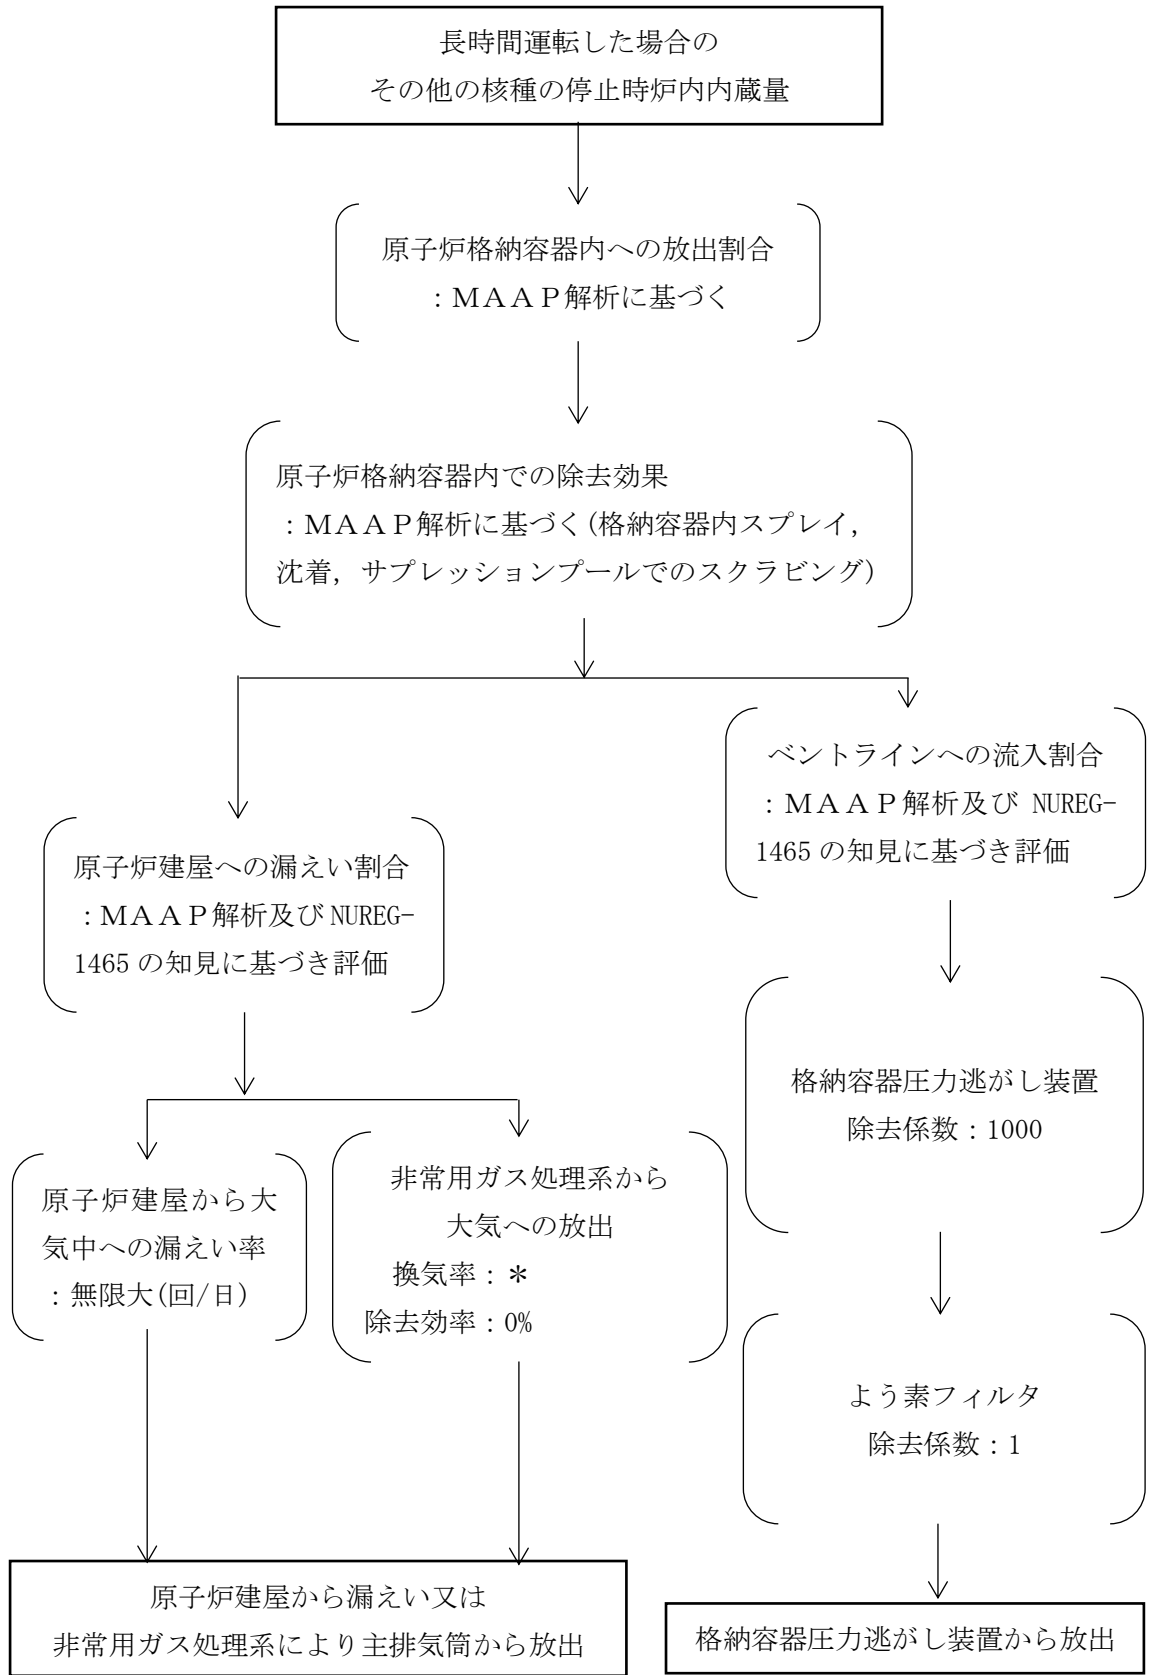 長時間運転した場合の
その他の核種の停止時炉内内蔵量
原子炉格納容器内への放出割合
：ＭＡＡＰ解析に基づく
原子炉格納容器内での除去効果
：ＭＡＡＰ解析に基づく(格納容器内スプレイ，
沈着，サプレッションプールでのスクラビング)
ベントラインへの流入割合
：ＭＡＡＰ解析及び NUREG-
1465 の知見に基づき評価
原子炉建屋への漏えい割合
：ＭＡＡＰ解析及び NUREG-
1465 の知見に基づき評価
格納容器圧力逃がし装置
除去係数：1000
原子炉建屋から大
気中への漏えい率
：無限大(回/日)
非常用ガス処理系から
大気への放出
換気率：＊
除去効率：0%
よう素フィルタ
除去係数：1
原子炉建屋から漏えい又は
非常用ガス処理系により主排気筒から放出
格納容器圧力逃がし装置から放出